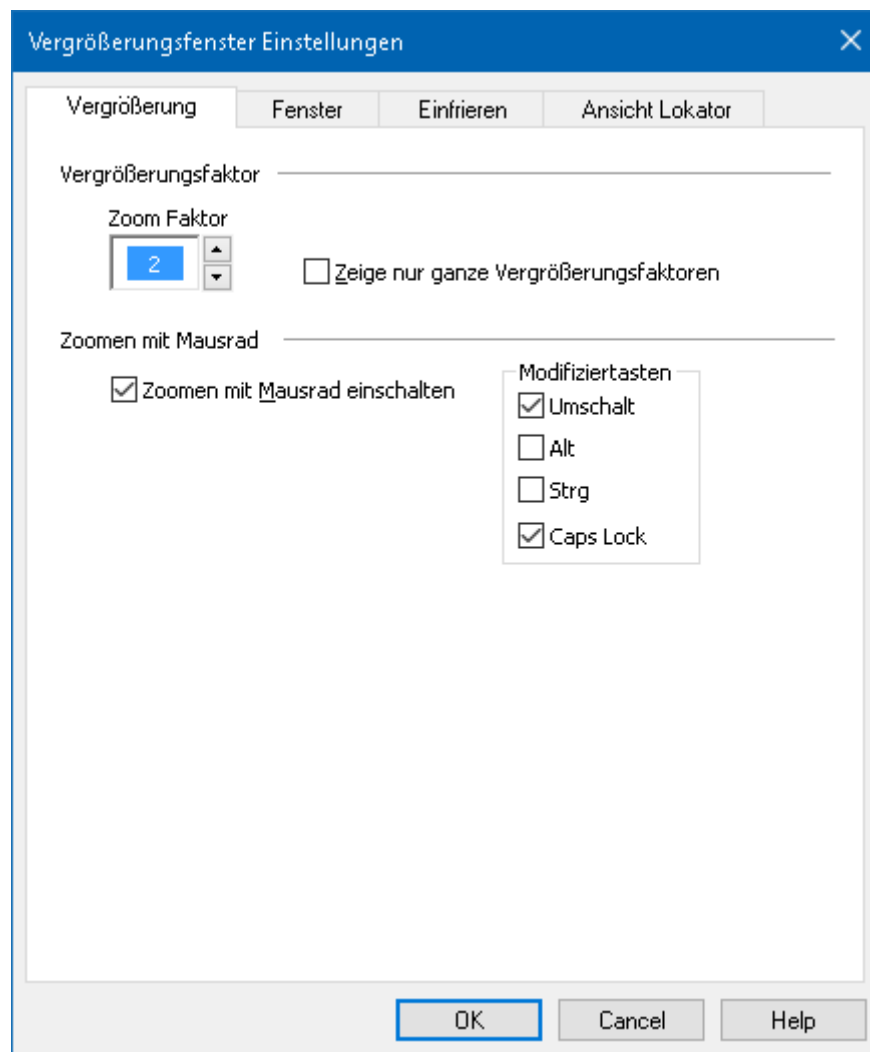 Vergrößerungsfenster Einstellungen
Vergrößerung Fenster Einfrieren Ansicht Lokator
Vergrößerungsfaktor
Zoom Faktor
2
Zeige nur ganze Vergrößerungsfaktoren
Zoomen mit Mausrad
Zoomen mit Mausrad einschalten
Modifiziertasten
Umschalt
Alt
Strg
Caps Lock
OK Cancel Help